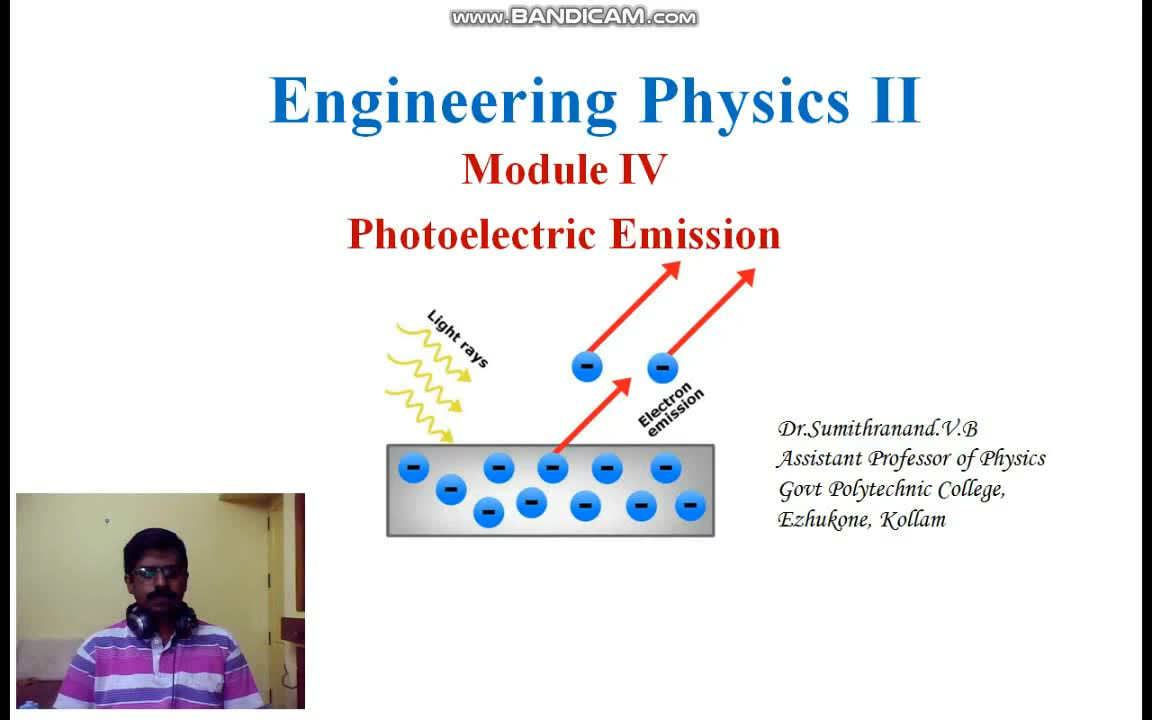 www.BANDICAM.com
Engineering Physics II
Module IV
Photoelectric Emission
Light rays
Electron
emission
Dr.Sumithranand.V.B
Assistant Professor of Physics
Govt Polytechnic College,
Ezhukone, Kollam